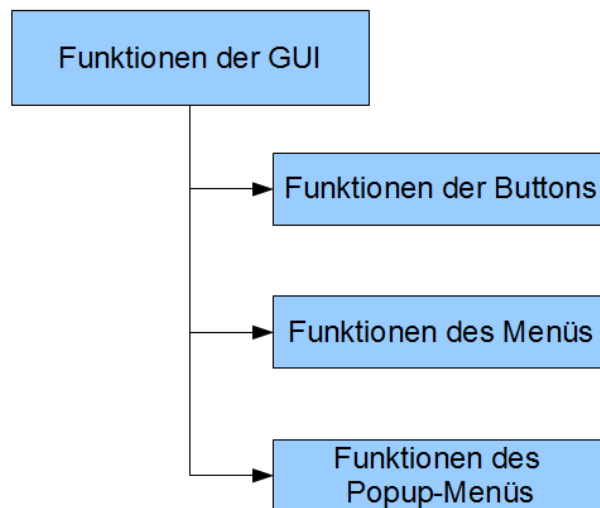 Funktionen der GUI
Funktionen der Buttons
Funktionen des Menüs
Funktionen des
Popup-Menüs